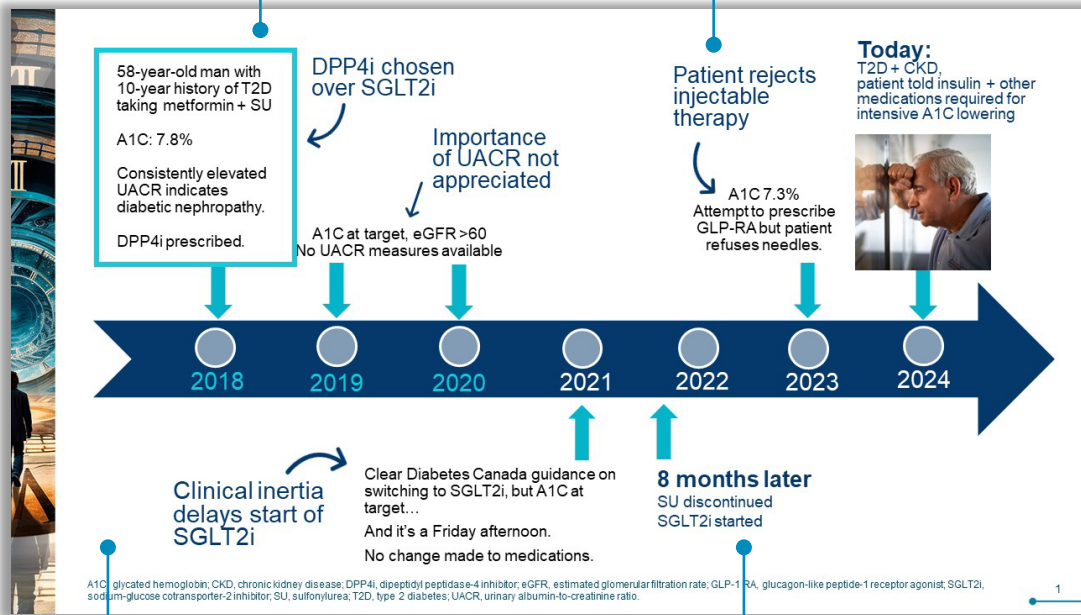 58-year-old man with
10-year history of T2D
taking metformin + SU
A1C: 7.8%
Consistently elevated
UACR indicates
diabetic nephropathy.
DPP4i prescribed.
DPP4i chosen
over SGLT2i
Importance
of UACR not
appreciated
A1C at target, eGFR >60
No UACR measures available
Patient rejects
injectable
therapy
A1C 7.3%
Attempt to prescribe
GLP-RA but patient
refuses needles.
Today:
T2D + CKD,
patient told insulin + other
medications required for
intensive A1C lowering
2018
2019
2020
2021
2022
2023
2024
Clinical inertia
delays start of
SGLT2i
Clear Diabetes Canada guidance on
switching to SGLT2i, but A1C at
target…
And it's a Friday afternoon.
No change made to medications.
8 months later
SU discontinued
SGLT2i started
A1C, glycated hemoglobin; CKD, chronic kidney disease; DPP4i, dipeptidyl peptidase-4 inhibitor; eGFR, estimated glomerular filtration rate; GLP-1 RA, glucagon-like peptide-1 receptor agonist; SGLT2i,
sodium-glucose cotransporter-2 inhibitor; SU, sulfonylurea; T2D, type 2 diabetes; UACR, urinary albumin-to-creatinine ratio.
1